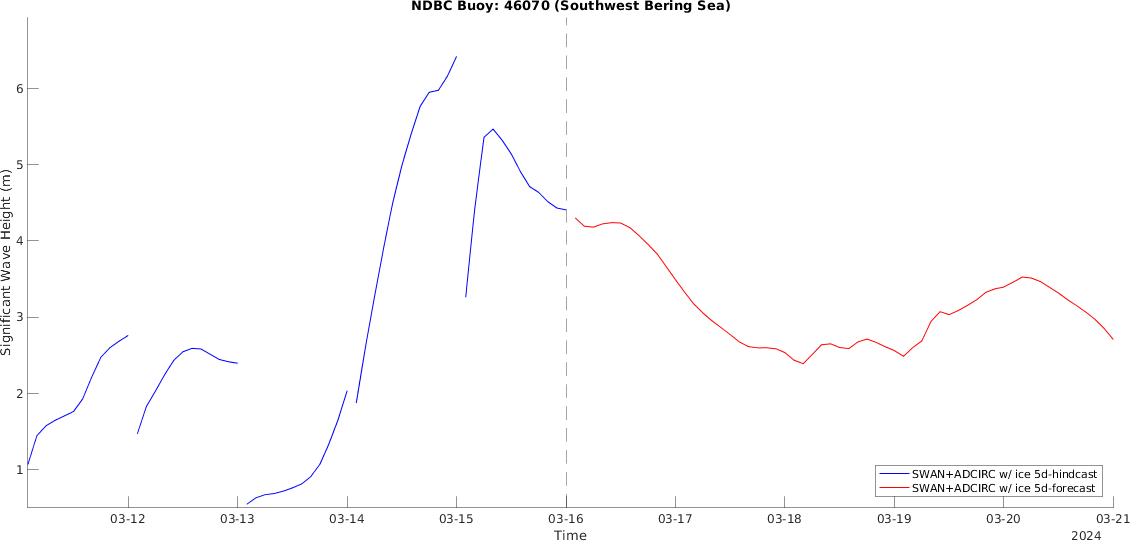 NDBC Buoy: 46070 (Southwest Bering Sea)
Significant Wave Height (m)
6
5
4
3
2
1
SWAN+ADCIRC w/ ice 5d-hindcast
SWAN+ADCIRC w/ ice 5d-forecast
03-12 03-13 03-14 03-15 03-16 03-17 03-18 03-19 03-20 03-21
Time
2024